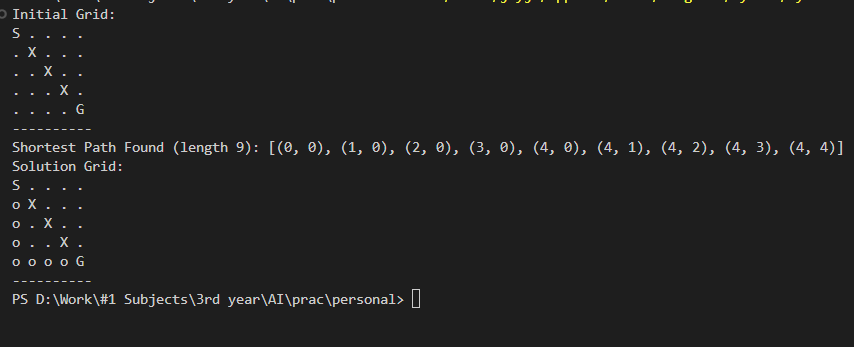 Initial Grid:
S . . . .
. X . . .
. . X . .
. . . X .
. . . . G
----------
Shortest Path Found (length 9): [(0, 0), (1, 0), (2, 0), (3, 0), (4, 0), (4, 1), (4, 2), (4, 3), (4, 4)]
Solution Grid:
S . . . .
o X . . .
o . X . .
o . . X .
o o o o G
----------
PS D:\Work\#1 Subjects\3rd year\AI\prac\personal>